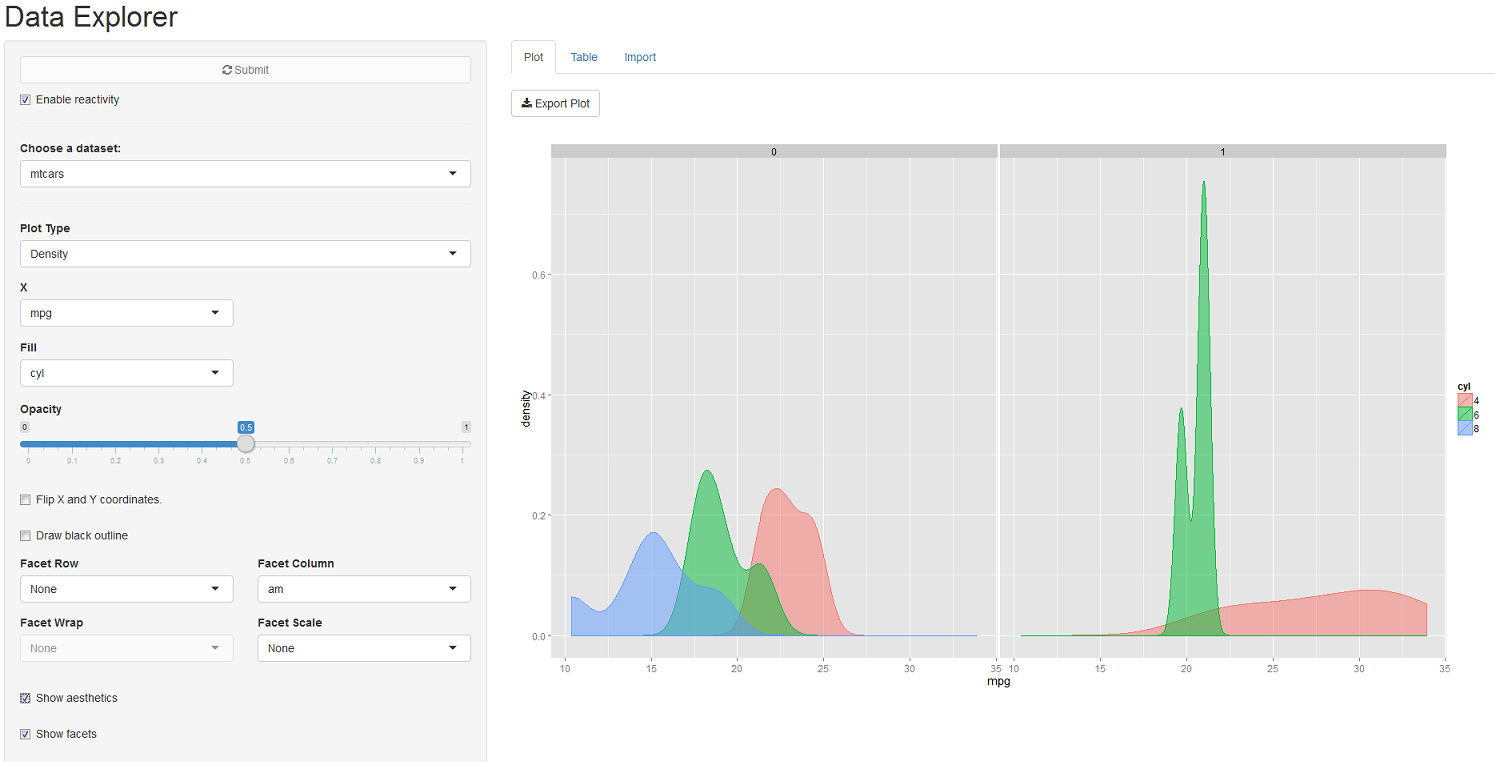 Data Explorer
Submit
Enable reactivity
Choose a dataset:
mtcars
Plot Type
Density
X
mpg
Fill
cyl
Opacity
0 0.5 1
0 0.1 0.2 0.3 0.4 0.5 0.6 0.7 0.8 0.9 1
Flip X and Y coordinates.
Draw black outline
Facet Row Facet Column
None am
Facet Wrap Facet Scale
None None
Show aesthetics
Show facets
Plot Table Import
Export Plot
0 1
0.6
0.4
0.2
0.0
density
10 15 20 25 30 35 10 15 20 25 30 35
mpg
cyl
4
6
8